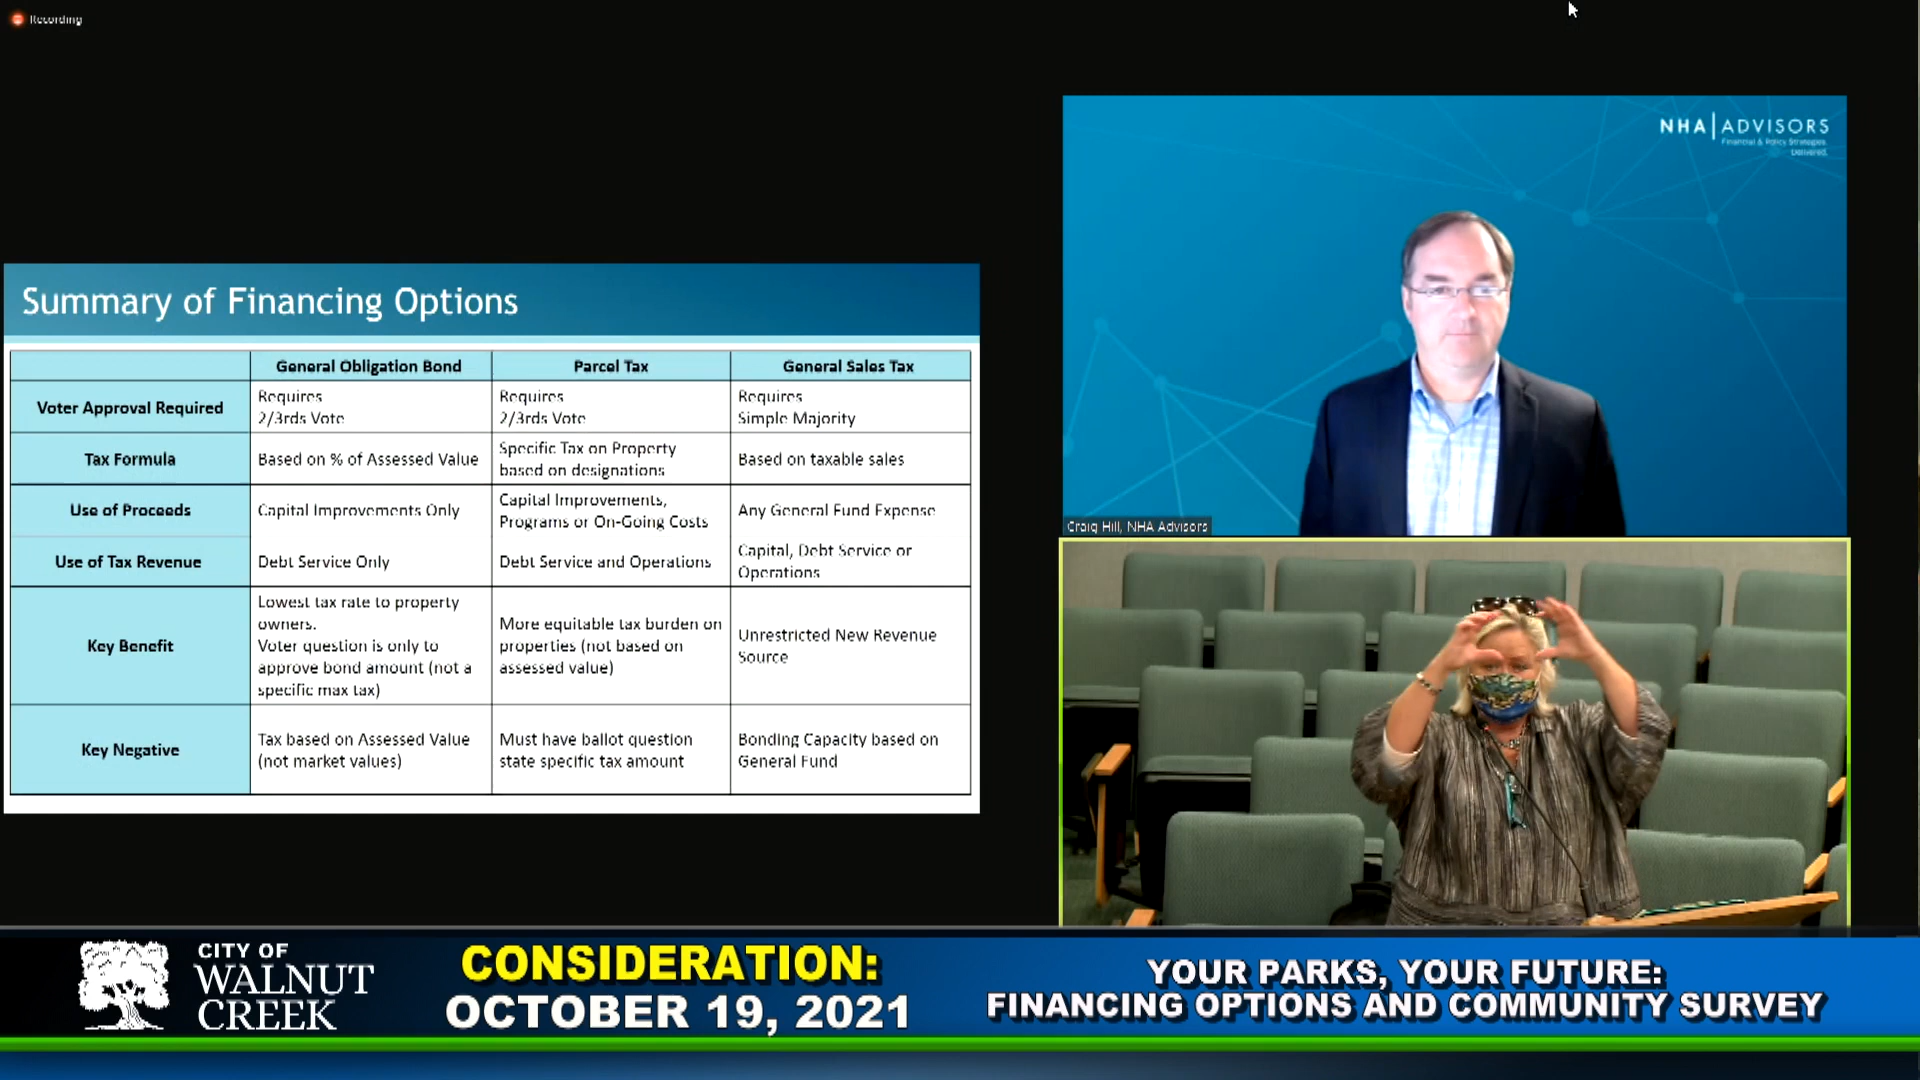 Recording
NHA ADVISORS
Financial & Policy Strategies.
Delivered.
Summary of Financing Options
General Obligation Bond
Parcel Tax
General Sales Tax
Voter Approval Required
Requires
2/3rds Vote
Requires
2/3rds Vote
Requires
Simple Majority
Tax Formula
Based on % of Assessed Value
Specific Tax on Property
based on designations
Based on taxable sales
Use of Proceeds
Capital Improvements Only
Capital Improvements,
Programs or On-Going Costs
Any General Fund Expense
Use of Tax Revenue
Debt Service Only
Debt Service and Operations
Capital, Debt Service or
Operations
Key Benefit
Lowest tax rate to property
owners.
Voter question is only to
approve bond amount (not a
specific max tax)
More equitable tax burden on
properties (not based on
assessed value)
Unrestricted New Revenue
Source
Key Negative
Tax based on Assessed Value
(not market values)
Must have ballot question
state specific tax amount
Bonding Capacity based on
General Fund
Craig Hill, NHA Advisors
CITY OF
WALNUT
CREEK
CONSIDERATION:
OCTOBER 19, 2021
YOUR PARKS, YOUR FUTURE:
FINANCING OPTIONS AND COMMUNITY SURVEY